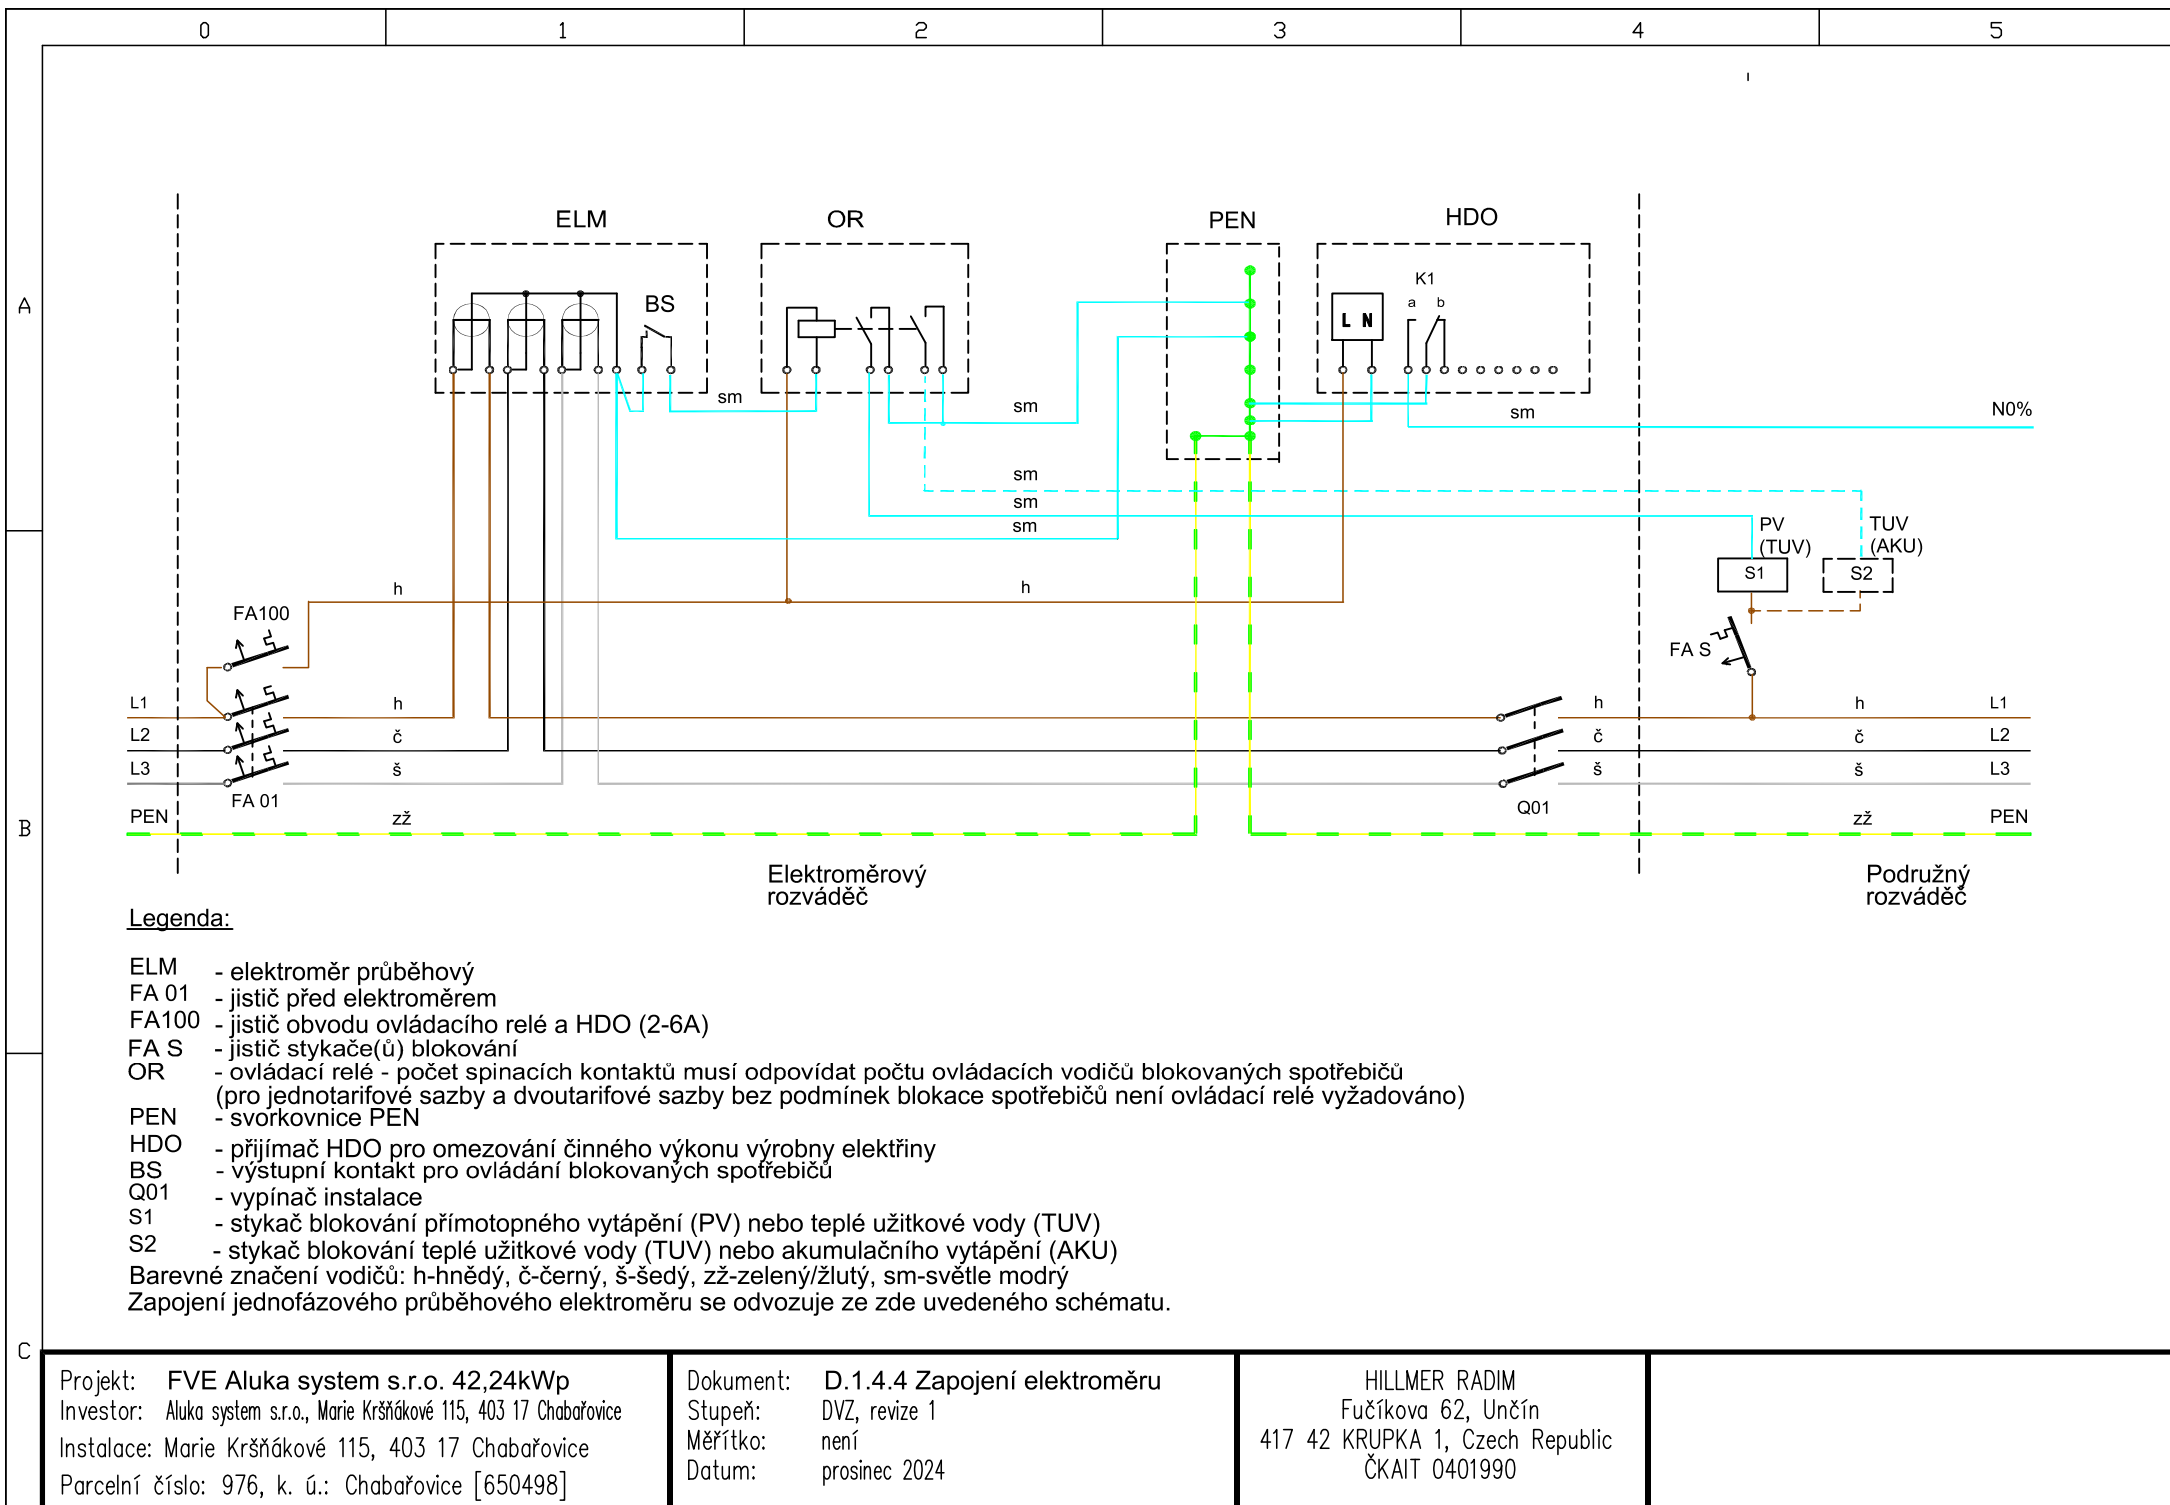 0 1 2 3 4 5
ELM OR PEN HDO
A
BS
K1
a b
L N
sm
sm
sm
N0%
sm
sm
sm
PV
(TUV)
TUV
(AKU)
S1 S2
h h
FA100
FA S
L1 h h h L1
L2 č č č L2
L3 š š š L3
FA 01
Q01
B
PEN zž zž PEN
Elektroměrový
rozváděč
Podružný
rozváděč
Legenda:
ELM - elektroměr průběhový
FA 01 - jistič před elektroměrem
FA100 - jistič obvodu ovládacího relé a HDO (2-6A)
FA S - jistič stykače(ů) blokování
OR - ovládací relé - počet spinacích kontaktů musí odpovídat počtu ovládacích vodičů blokovaných spotřebičů
(pro jednotarifové sazby a dvoutarifové sazby bez podmínek blokace spotřebičů není ovládací relé vyžadováno)
PEN - svorkovnice PEN
HDO - přijímač HDO pro omezování činného výkonu výrobny elektřiny
BS - výstupní kontakt pro ovládání blokovaných spotřebičů
Q01 - vypínač instalace
S1 - stykač blokování přímotopného vytápění (PV) nebo teplé užitkové vody (TUV)
S2 - stykač blokování teplé užitkové vody (TUV) nebo akumulačního vytápění (AKU)
Barevné značení vodičů: h-hnědý, č-černý, š-šedý, zž-zelený/žlutý, sm-světle modrý
Zapojení jednofázového průběhového elektroměru se odvozuje ze zde uvedeného schématu.
C
Projekt: FVE Aluka system s.r.o. 42,24kWp
Investor: Aluka system s.r.o., Marie Kršňákové 115, 403 17 Chabařovice
Instalace: Marie Kršňákové 115, 403 17 Chabařovice
Parcelní číslo: 976, k. ú.: Chabařovice [650498]
Dokument: D.1.4.4 Zapojení elektroměru
Stupeň: DVZ, revize 1
Měřítko: není
Datum: prosinec 2024
HILLMER RADIM
Fučíkova 62, Unčín
417 42 KRUPKA 1, Czech Republic
ČKAIT 0401990